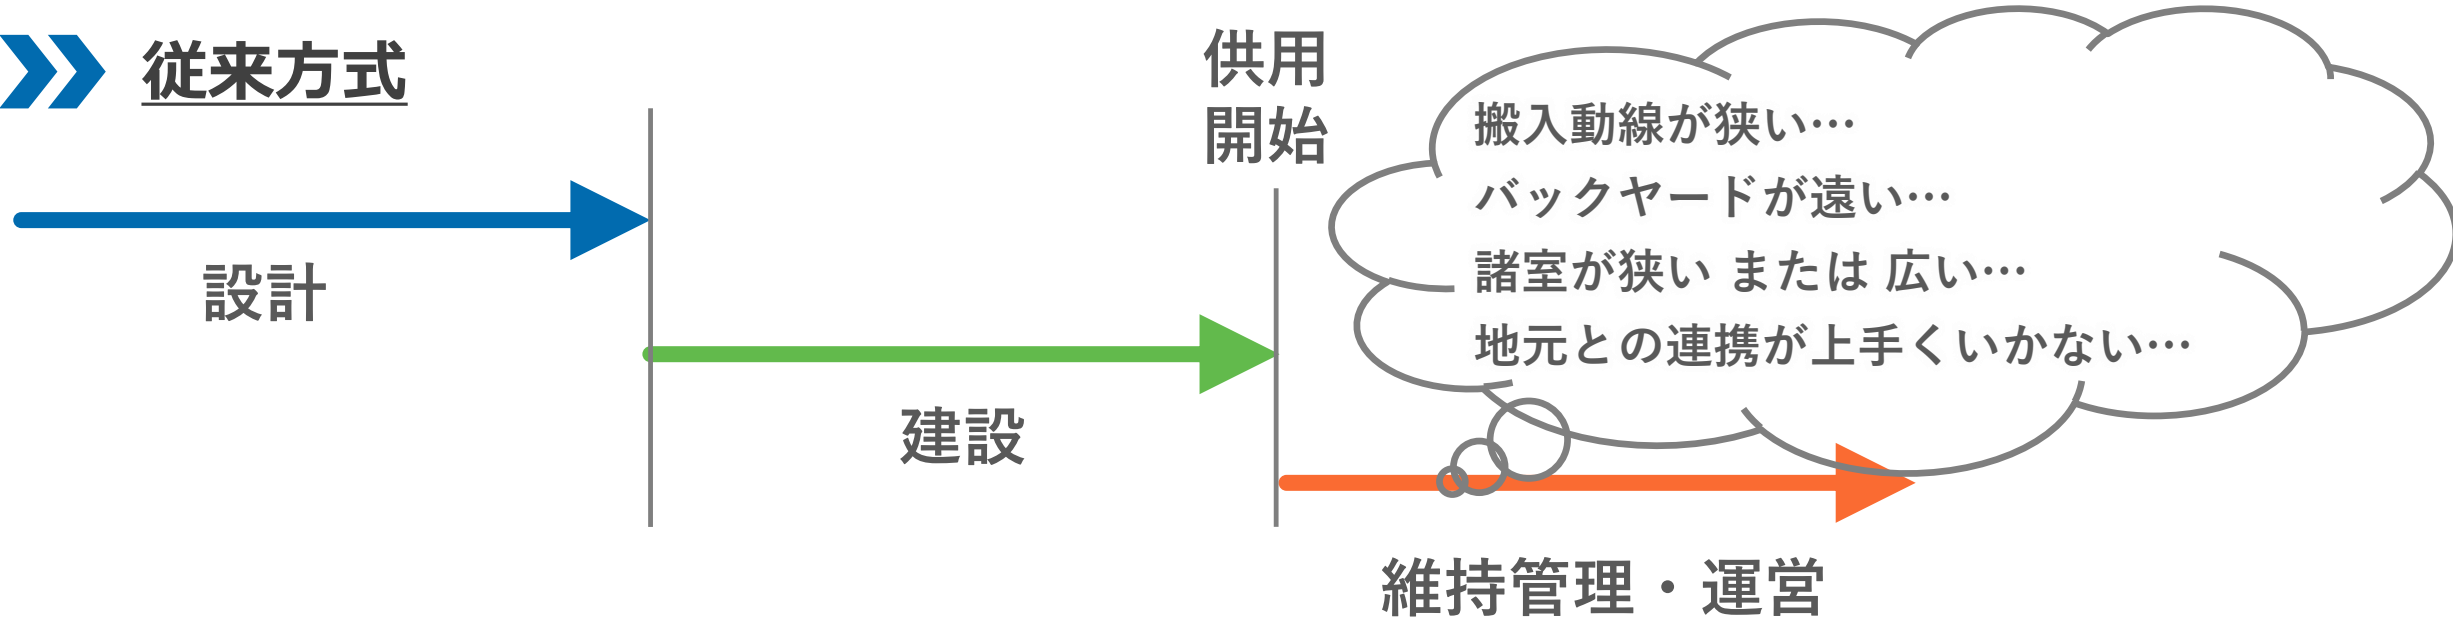 従来方式
供用
開始
搬入動線が狭い…
バックヤードが遠い…
諸室が狭い または 広い…
地元との連携が上手くいかない…
設計
建設
維持管理・運営